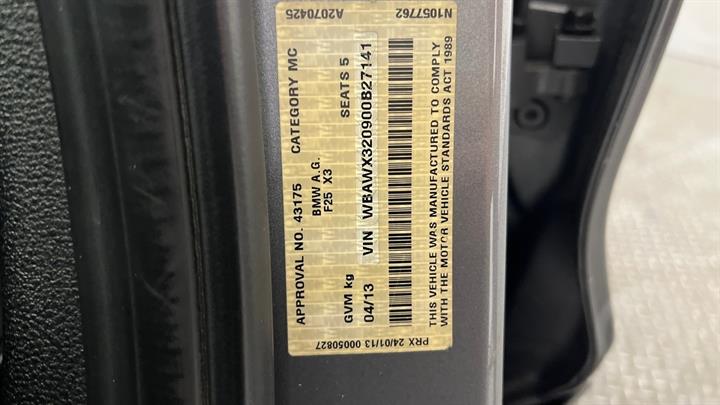 A2070425 N1057762
APPROVAL NO. 43175 CATEGORY MC
BMW A.G.
F25 X3
GVM kg SEATS 5
04/13 VIN WBAWX320900B27141
THIS VEHICLE WAS MANUFACTURED TO COMPLY
WITH THE MOTOR VEHICLE STANDARDS ACT 1989
PRX 24/01/13 00050827